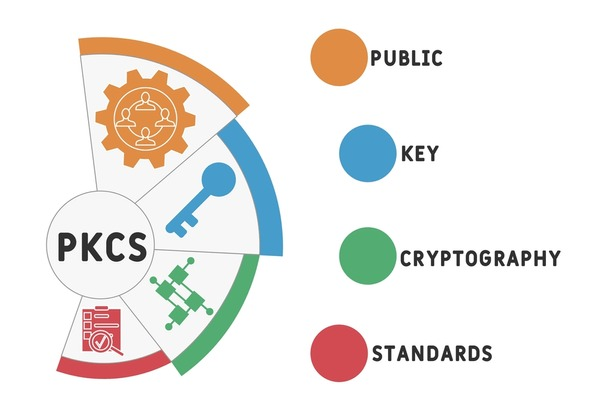 PKCS
PUBLIC
KEY
CRYPTOGRAPHY
STANDARDS